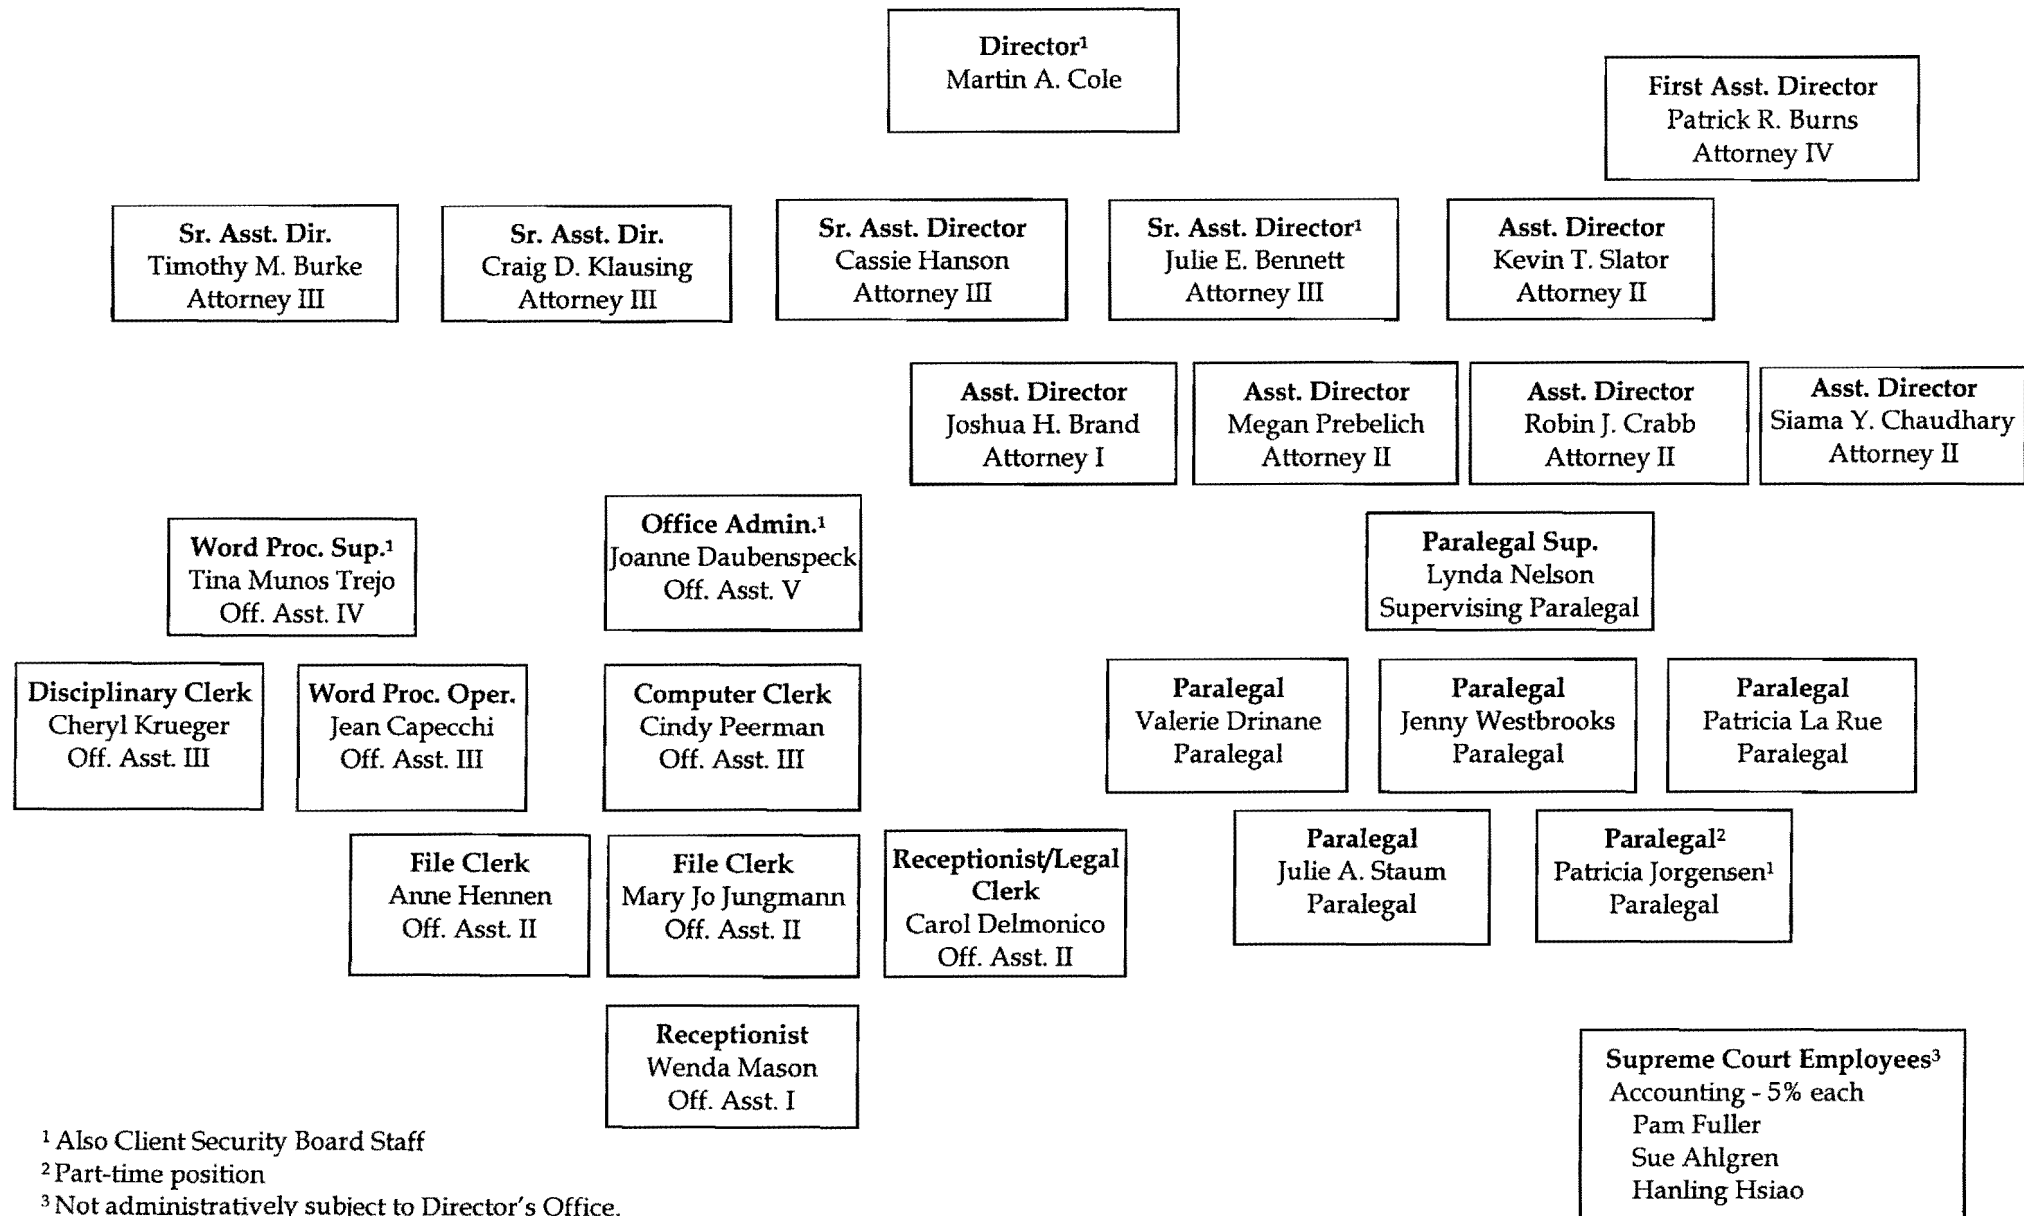 Director¹
Martin A. Cole
First Asst. Director
Patrick R. Burns
Attorney IV
Sr. Asst. Dir.
Timothy M. Burke
Attorney III
Sr. Asst. Dir.
Craig D. Klausing
Attorney III
Sr. Asst. Director
Cassie Hanson
Attorney III
Sr. Asst. Director¹
Julie E. Bennett
Attorney III
Asst. Director
Kevin T. Slator
Attorney II
Asst. Director
Joshua H. Brand
Attorney I
Asst. Director
Megan Prebelich
Attorney II
Asst. Director
Robin J. Crabb
Attorney II
Asst. Director
Siama Y. Chaudhary
Attorney II
Word Proc. Sup.¹
Tina Munos Trejo
Off. Asst. IV
Office Admin.¹
Joanne Daubenspeck
Off. Asst. V
Paralegal Sup.
Lynda Nelson
Supervising Paralegal
Disciplinary Clerk
Cheryl Krueger
Off. Asst. III
Word Proc. Oper.
Jean Capecchi
Off. Asst. III
Computer Clerk
Cindy Peerman
Off. Asst. III
Paralegal
Valerie Drinane
Paralegal
Paralegal
Jenny Westbrooks
Paralegal
Paralegal
Patricia La Rue
Paralegal
File Clerk
Anne Hennen
Off. Asst. II
File Clerk
Mary Jo Jungmann
Off. Asst. II
Receptionist/Legal
Clerk
Carol Delmonico
Off. Asst. II
Paralegal
Julie A. Staum
Paralegal
Paralegal²
Patricia Jorgensen¹
Paralegal
Receptionist
Wenda Mason
Off. Asst. I
Supreme Court Employees³
Accounting - 5% each
Pam Fuller
Sue Ahlgren
Hanling Hsiao
¹ Also Client Security Board Staff
² Part-time position
³ Not administratively subject to Director's Office.